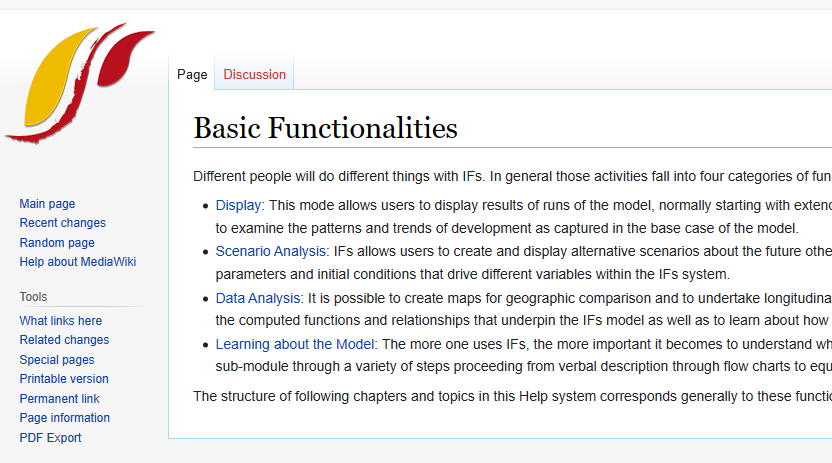 Page
Discussion
Basic Functionalities
Different people will do different things with IFs. In general those activities fall into four categories of fun
Display: This mode allows users to display results of runs of the model, normally starting with extend
to examine the patterns and trends of development as captured in the base case of the model.
Scenario Analysis: IFs allows users to create and display alternative scenarios about the future othe
parameters and initial conditions that drive different variables within the IFs system.
Data Analysis: It is possible to create maps for geographic comparison and to undertake longitudina
the computed functions and relationships that underpin the IFs model as well as to learn about how
Learning about the Model: The more one uses IFs, the more important it becomes to understand wh
sub-module through a variety of steps proceeding from verbal description through flow charts to equ
The structure of following chapters and topics in this Help system corresponds generally to these functio
Main page
Recent changes
Random page
Help about MediaWiki
Tools
What links here
Related changes
Special pages
Printable version
Permanent link
Page information
PDF Export